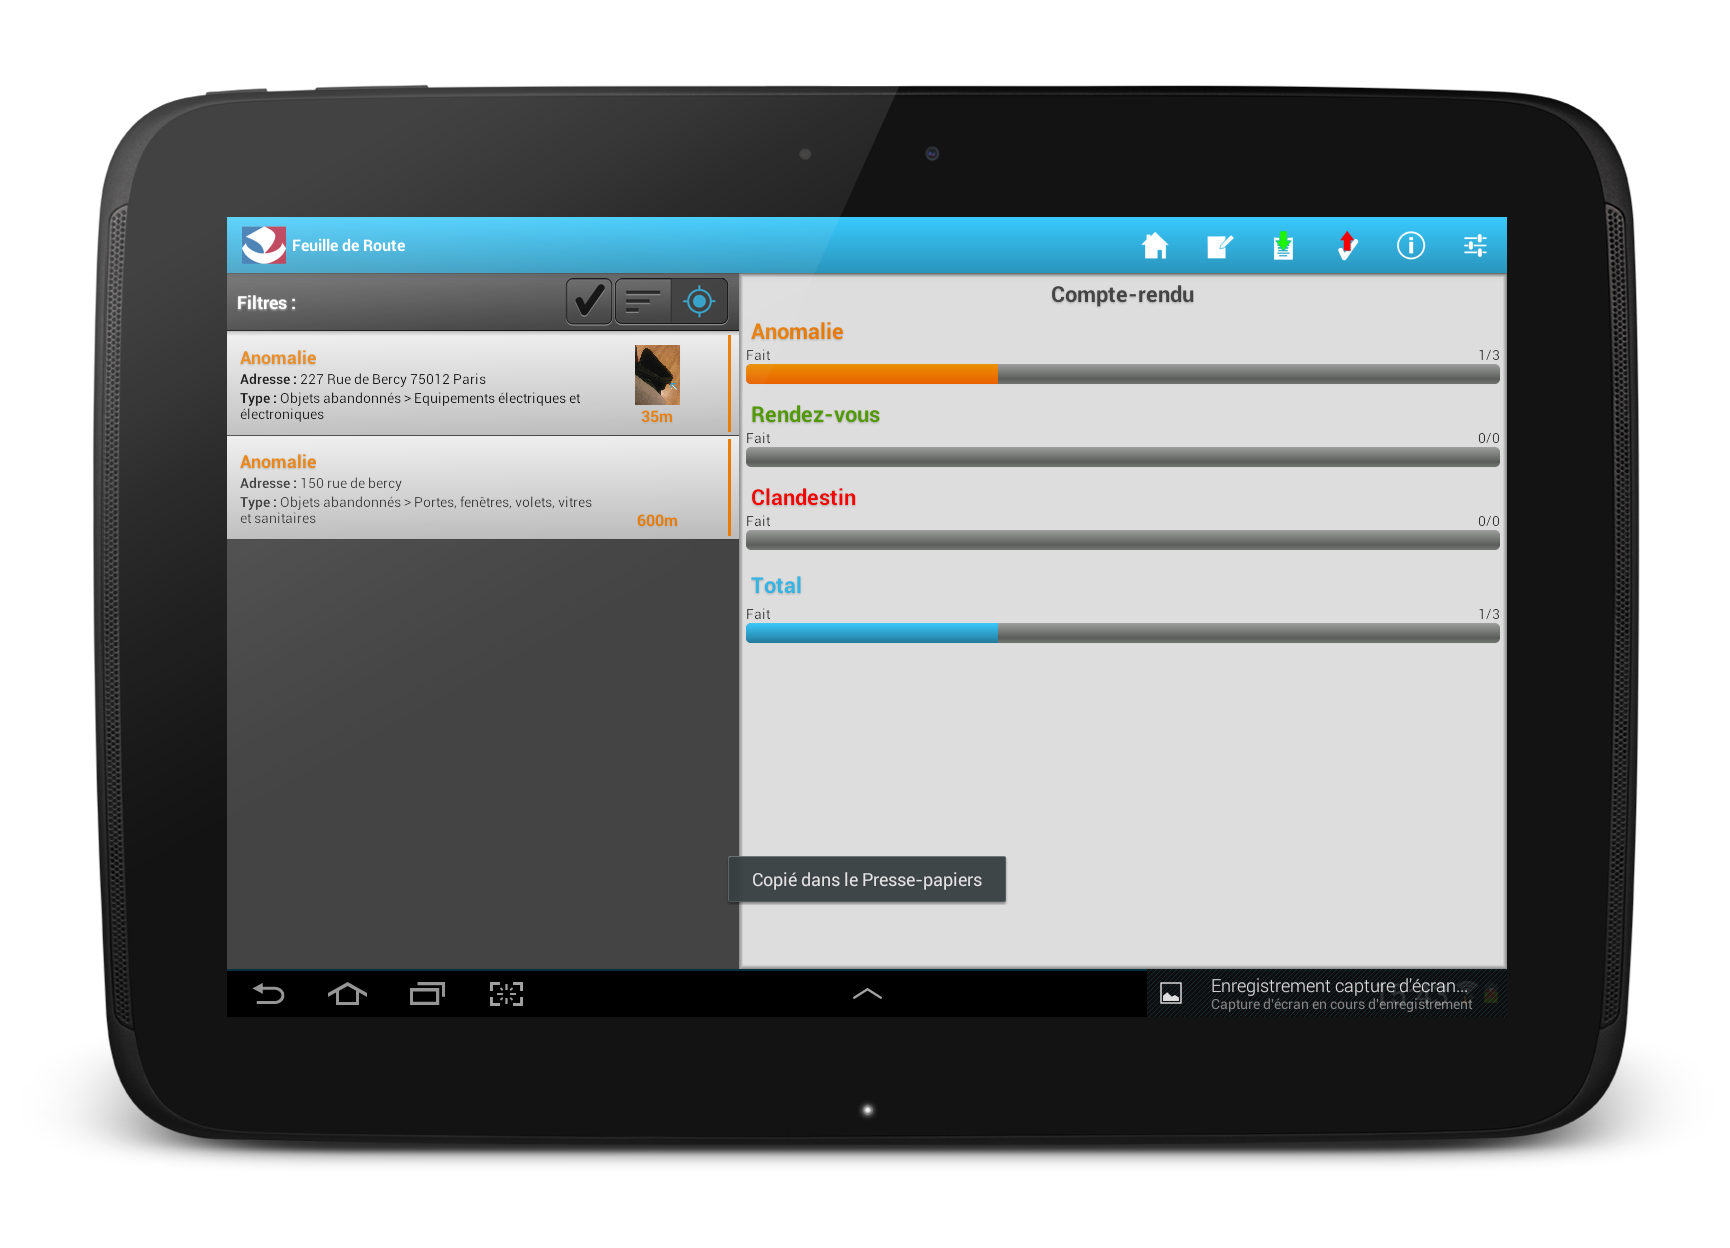 Feuille de Route
Filtres :
Anomalie
Adresse : 227 Rue de Bercy 75012 Paris
Type : Objets abandonnés > Equipements électriques et
électroniques
35m
Anomalie
Adresse : 150 rue de bercy
Type : Objets abandonnés > Portes, fenêtres, volets, vitres
et sanitaires
600m
Compte-rendu
Anomalie
Fait 1/3
Rendez-vous
Fait 0/0
Clandestin
Fait 0/0
Total
Fait 1/3
Copié dans le Presse-papiers
Enregistrement capture d'écran...
Capture d'écran en cours d'enregistrement